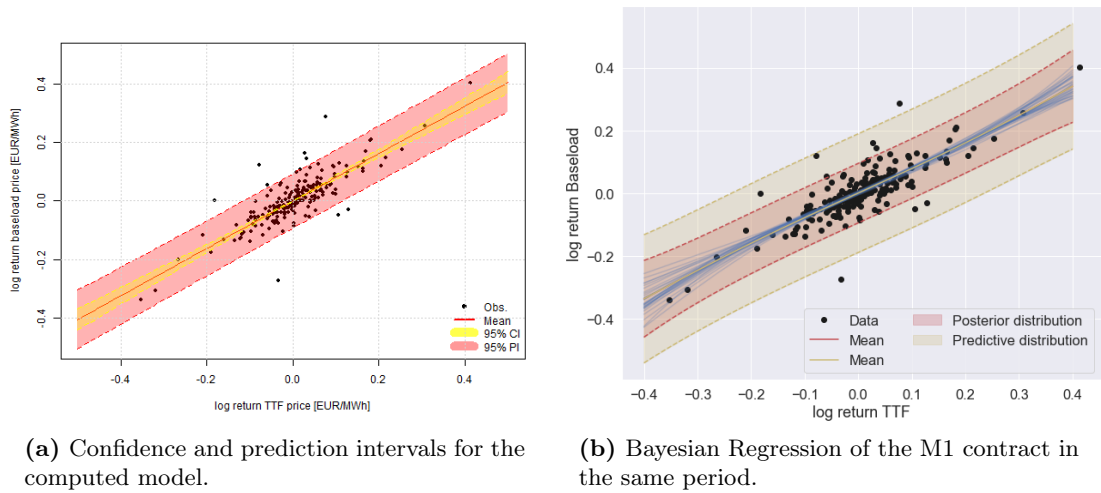 0.4
0.2
0.0
-0.2
-0.4
log return baseload price [EUR/MWh]
Obs.
Mean
95% CI
95% PI
-0.4 -0.2 0.0 0.2 0.4
log return TTF price [EUR/MWh]
(a) Confidence and prediction intervals for the
computed model.
0.4
0.2
0.0
−0.2
−0.4
log return Baseload
Data
Mean
Mean
Posterior distribution
Predictive distribution
−0.4 −0.3 −0.2 −0.1 0.0 0.1 0.2 0.3 0.4
log return TTF
(b) Bayesian Regression of the M1 contract in
the same period.